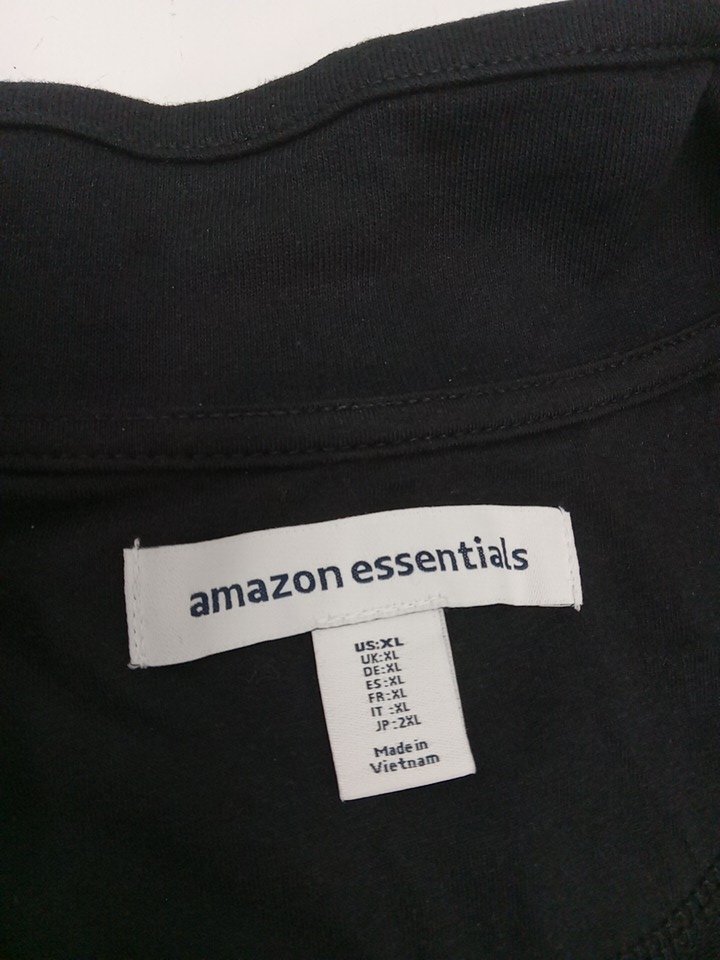 amazon essentials
US:XL
UK:XL
DE:XL
ES:XL
FR:XL
IT :XL
JP:2XL
Made in
Vietnam